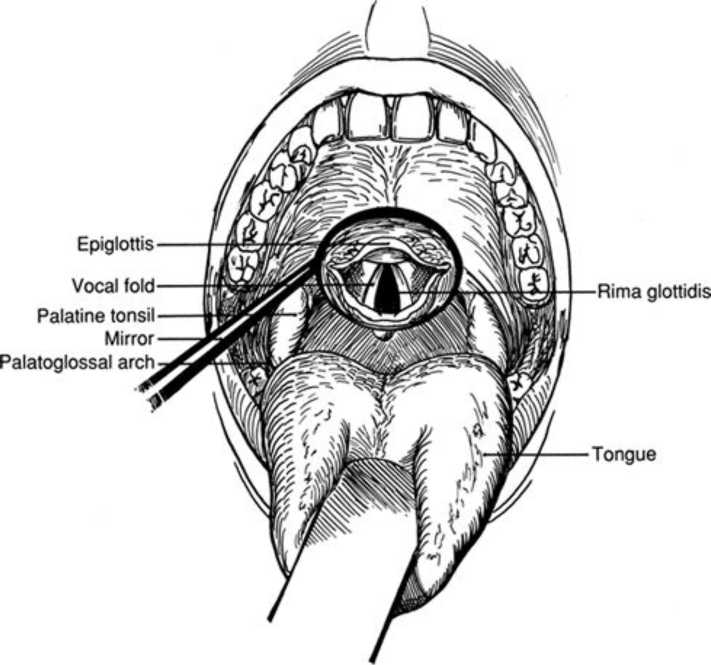 Epiglottis
Vocal fold
Palatine tonsil
Mirror
Palatoglossal arch
Rima glottidis
Tongue